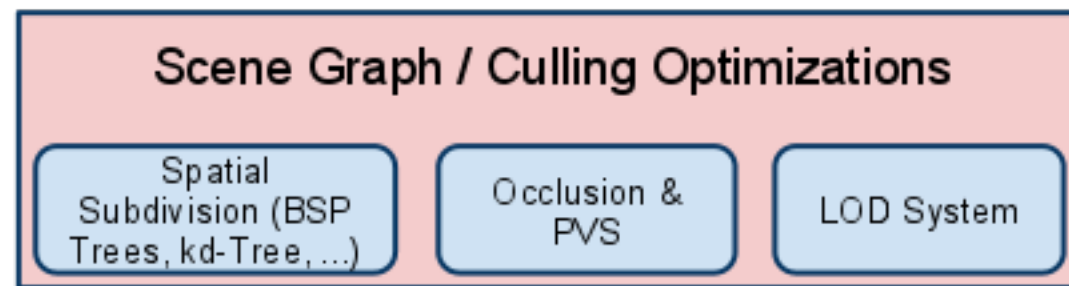 Scene Graph / Culling Optimizations
Spatial
Subdivision (BSP
Trees, kd-Tree, ...)
Occlusion &
PVS
LOD System